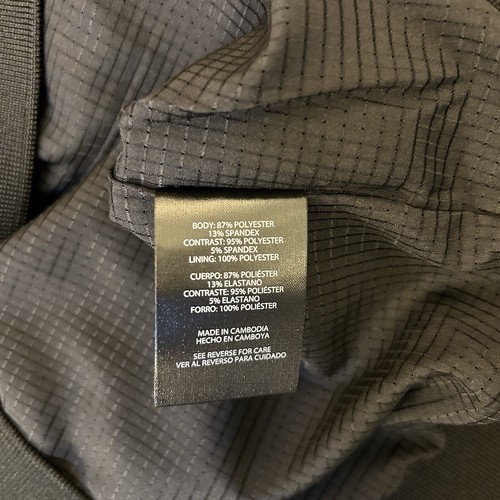 BODY: 87% POLYESTER
13% SPANDEX
CONTRAST: 95% POLYESTER
5% SPANDEX
LINING: 100% POLYESTER
CUERPO: 87% POLIÉSTER
13% ELASTANO
CONTRASTE: 95% POLIÉSTER
5% ELASTANO
FORRO: 100% POLIÉSTER
MADE IN CAMBODIA
HECHO EN CAMBOYA
SEE REVERSE FOR CARE
VER AL REVERSO PARA CUIDADO